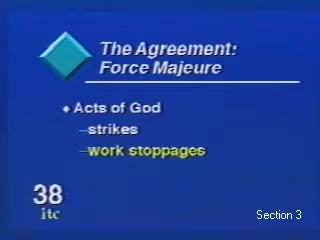 The Agreement:
Force Majeure
◆ Acts of God
–strikes
–work stoppages
38
itc
Section 3